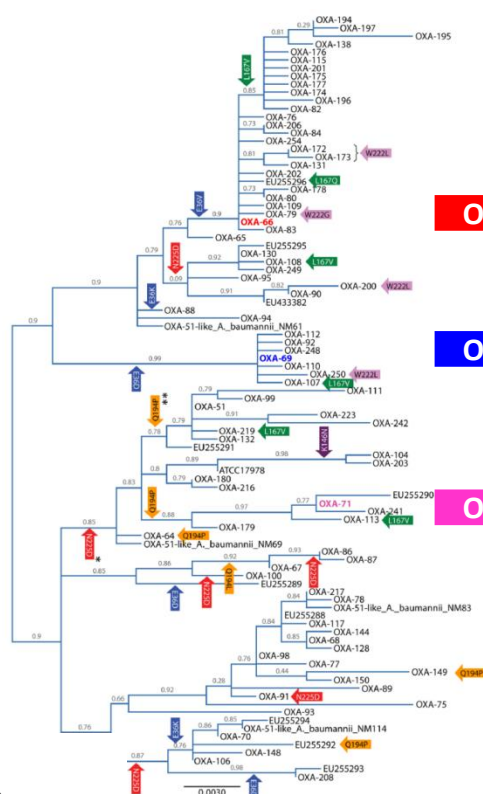 OXA-194
0.29
OXA-197
0.81
OXA-195
OXA-138
OXA-176
OXA-115
L167V
OXA-201
OXA-175
OXA-177
0.85
OXA-174
OXA-196
OXA-82
OXA-76
OXA-206
0.73
OXA-84
OXA-254
OXA-172
W222L
0.81
OXA-173
OXA-131
OXA-202
EU255296
L167Q
0.73
OXA-178
OXA-80
E36V
OXA-109
O
OXA-79
W222G
0.9
OXA-66
0.76
OXA-83
OXA-65
EU255295
0.79
N225D
OXA-130
0.92
OXA-108
L167V
OXA-249
0.09
OXA-95
E36K
0.82
OXA-200
W222L
0.91
OXA-90
EU433382
OXA-88
0.9
OXA-94
OXA-51-like_A._baumannii_NM61
OXA-112
OXA-92
OXA-248
O
0.99
OXA-69
OXA-110
E36D
OXA-250
W222L
OXA-107
L167V
OXA-111
0.79
OXA-99
Q194P
**
OXA-51
0.91
OXA-223
0.79
OXA-242
OXA-219
L167V
0.78
OXA-132
K146N
EU255291
0.98
OXA-104
0.89
OXA-203
0.8
ATCC17978
0.79
OXA-180
OXA-216
0.83
Q194P
EU255290
0.77
OXA-71
O
0.97
OXA-241
0.88
OXA-113
L167V
OXA-179
0.85
OXA-64
Q194P
N225D
OXA-51-like_A._baumannii_NM69
*
0.93
OXA-86
0.92
OXA-87
0.86
OXA-67
0.85
N225D
OXA-100
EU255289
E36D
N225D
Q194L
OXA-217
0.84
OXA-78
OXA-51-like_A._baumannii_NM83
EU255288
0.84
OXA-117
OXA-144
0.85
OXA-68
0.9
OXA-128
OXA-98
0.76
OXA-77
0.44
OXA-149
Q194P
OXA-150
0.28
OXA-89
0.92
OXA-91
N225D
0.66
OXA-75
OXA-93
0.76
E36K
EU255294
0.85
OXA-51-like_A._baumannii_NM114
0.86
OXA-70
0.76
EU255292
Q194P
0.87
OXA-148
OXA-106
0.98
EU255293
N225D
OXA-208
0.0030